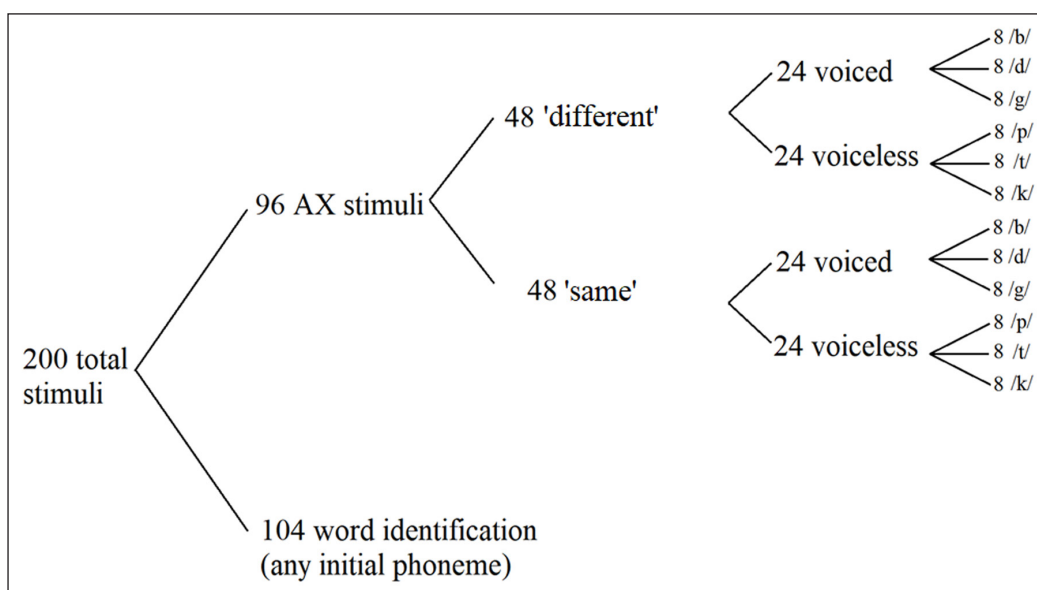 8 /b/
24 voiced
8 /d/
8 /g/
48 'different'
8 /p/
24 voiceless
8 /t/
8 /k/
96 AX stimuli
8 /b/
24 voiced
8 /d/
8 /g/
48 'same'
8 /p/
24 voiceless
8 /t/
8 /k/
200 total
stimuli
104 word identification
(any initial phoneme)